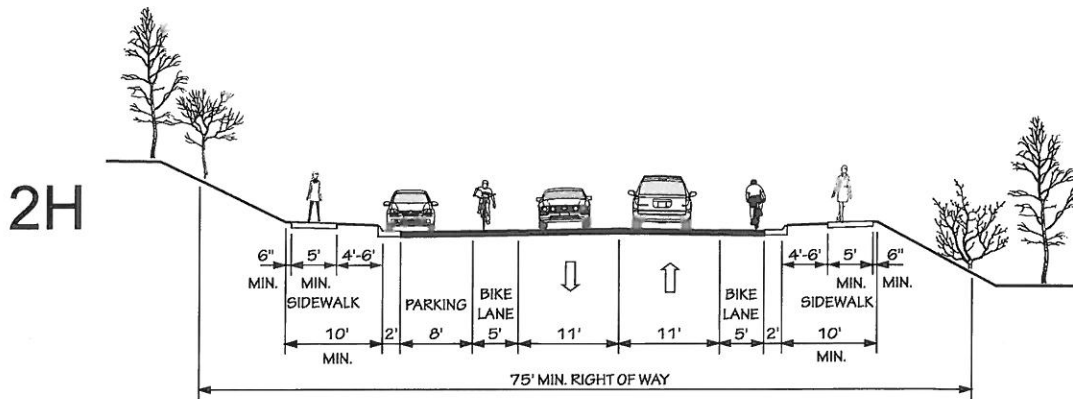 2H
6" 5' 4'-6' 4'-6' 5' 6"
MIN. MIN. MIN. MIN.
SIDEWALK PARKING BIKE LANE BIKE LANE SIDEWALK
10' 2' 8' 5' 11' 11' 5' 2' 10'
MIN. MIN.
75' MIN. RIGHT OF WAY